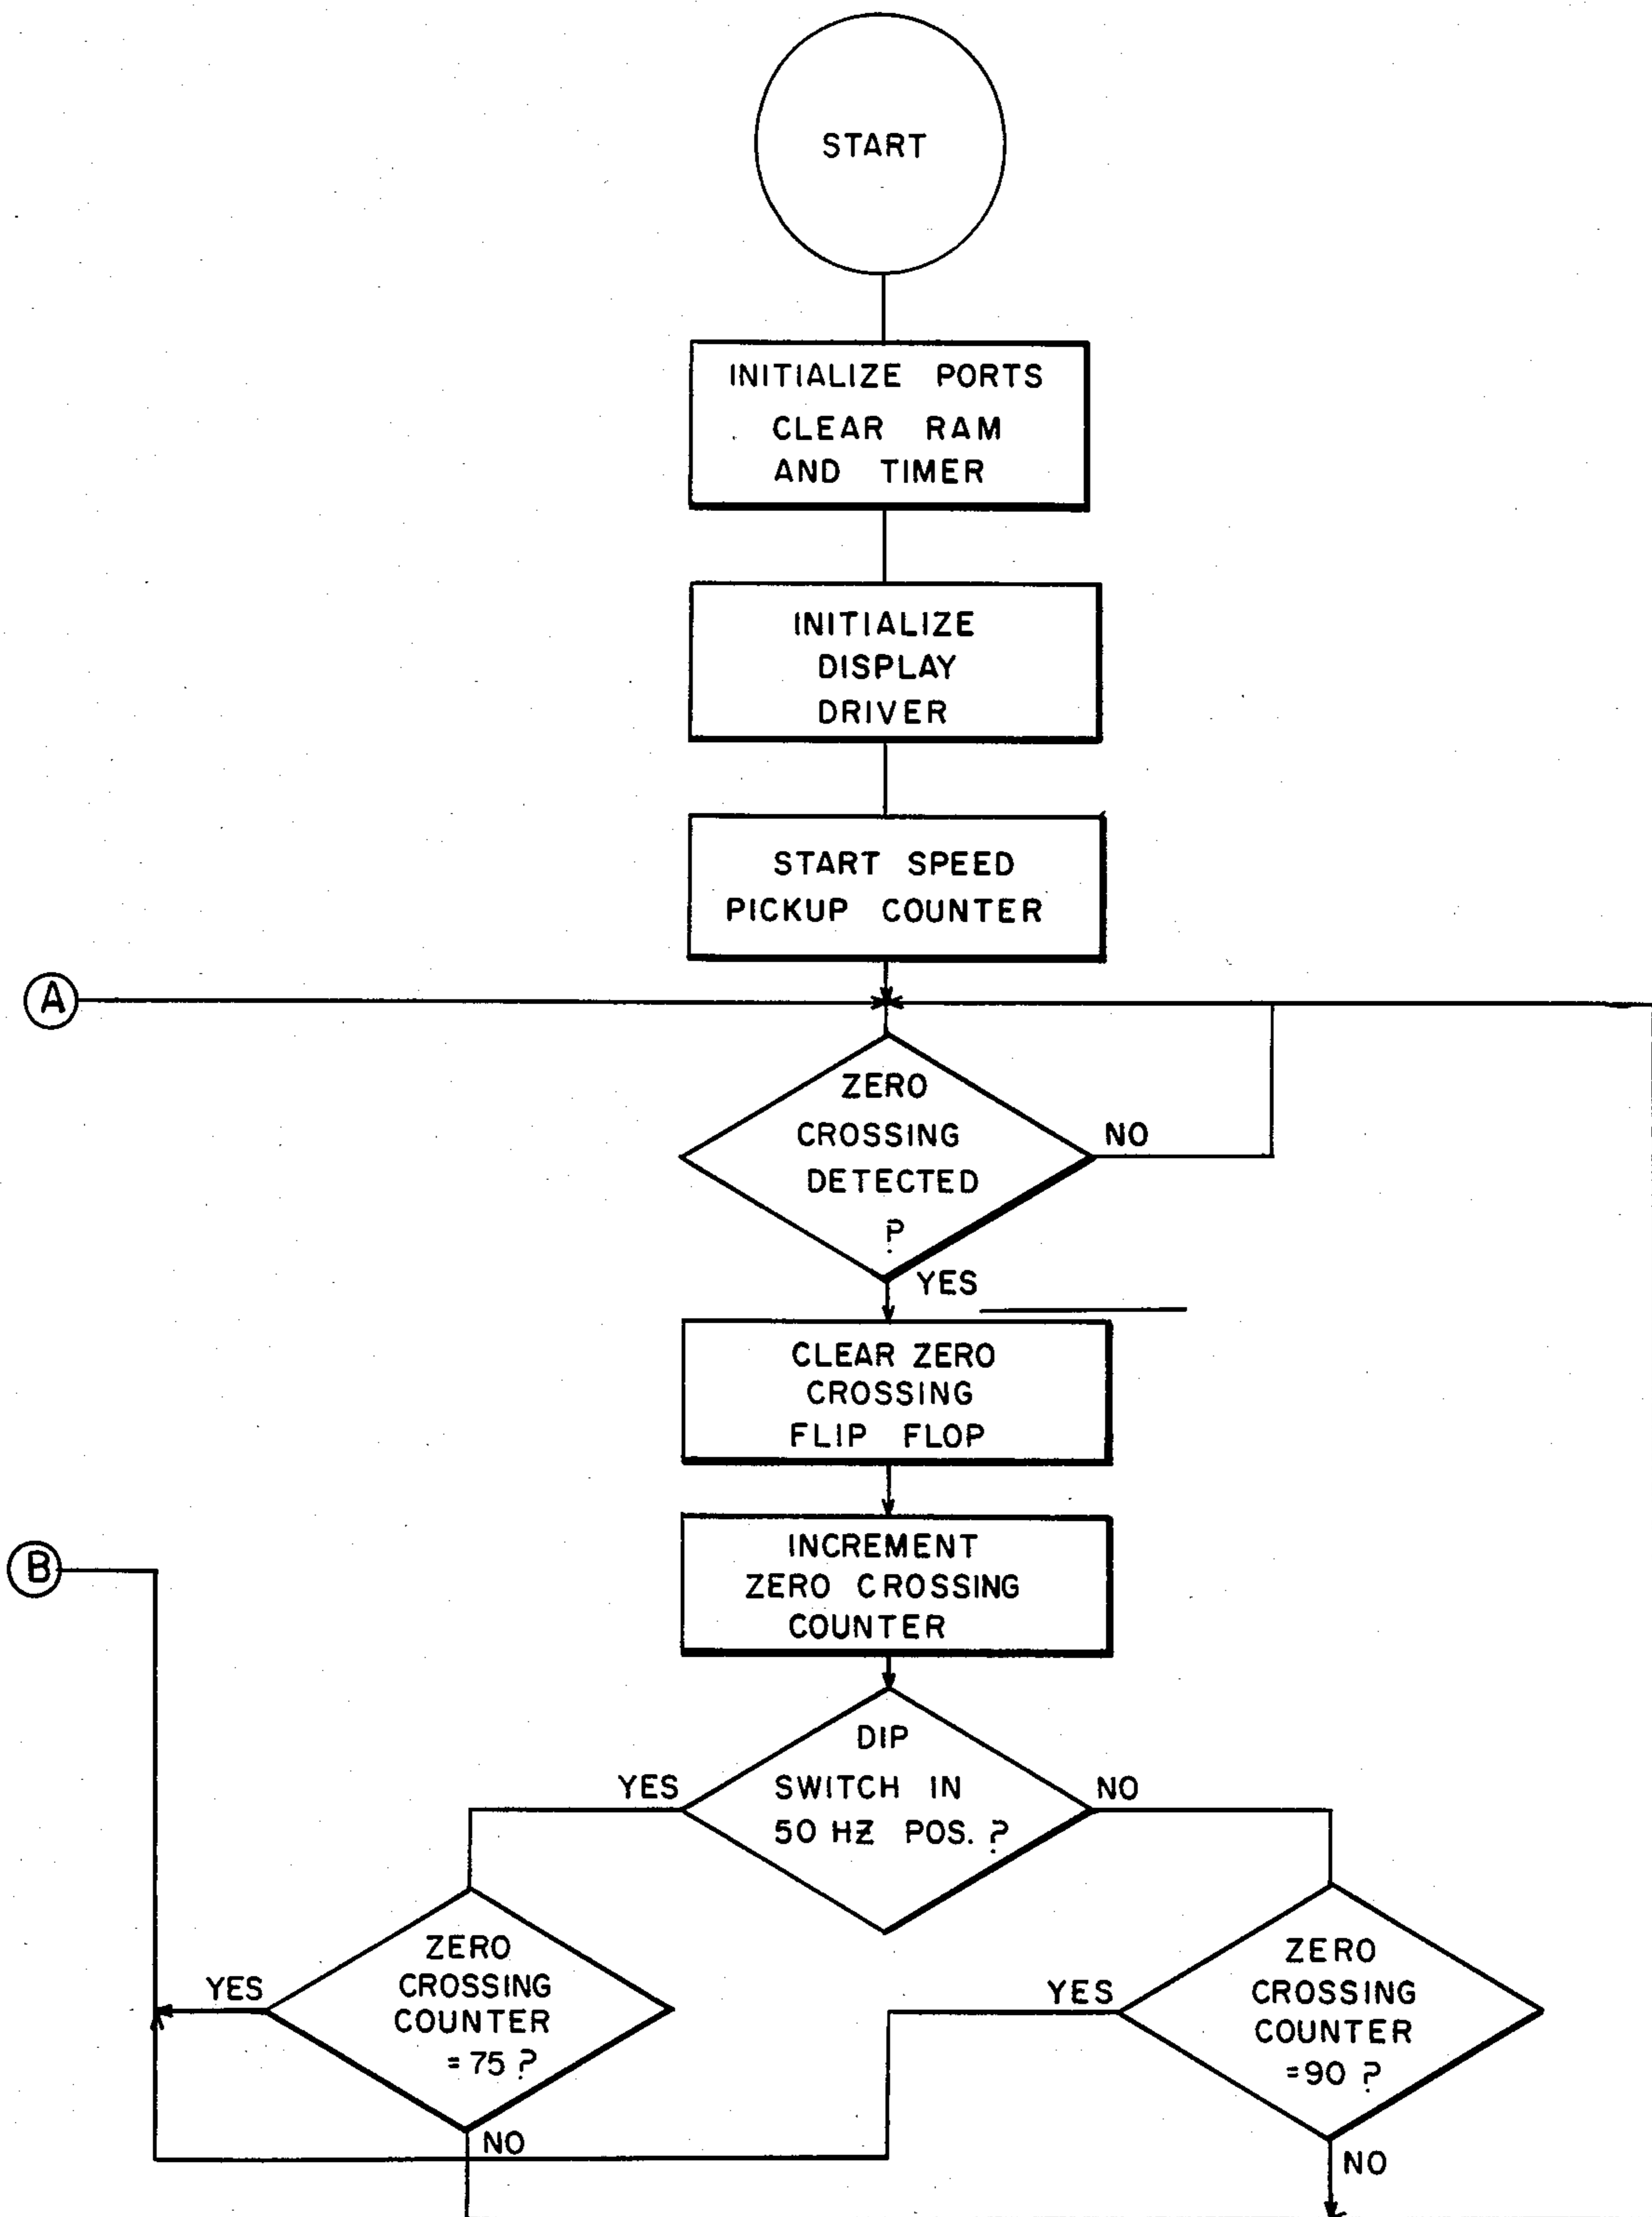 START
INITIALIZE PORTS
CLEAR RAM
AND TIMER
INITIALIZE
DISPLAY
DRIVER
START SPEED
PICKUP COUNTER
A
ZERO
CROSSING
DETECTED
?
NO
YES
CLEAR ZERO
CROSSING
FLIP FLOP
INCREMENT
ZERO CROSSING
COUNTER
B
DIP
SWITCH IN
50 HZ POS. ?
YES
NO
ZERO
CROSSING
COUNTER
=75 ?
YES
NO
ZERO
CROSSING
COUNTER
=90 ?
YES
NO